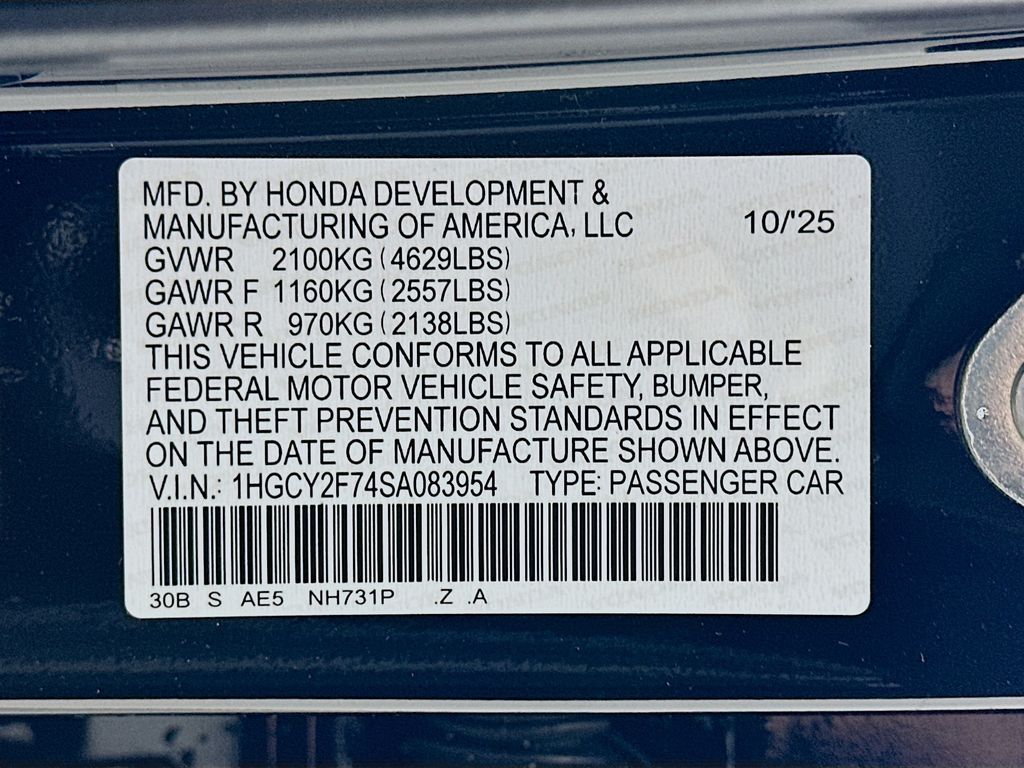 MFD. BY HONDA DEVELOPMENT &
MANUFACTURING OF AMERICA, LLC 10/'25
GVWR 2100KG (4629LBS)
GAWR F 1160KG (2557LBS)
GAWR R 970KG (2138LBS)
THIS VEHICLE CONFORMS TO ALL APPLICABLE
FEDERAL MOTOR VEHICLE SAFETY, BUMPER,
AND THEFT PREVENTION STANDARDS IN EFFECT
ON THE DATE OF MANUFACTURE SHOWN ABOVE.
V.I.N.: 1HGCY2F74SA083954 TYPE: PASSENGER CAR
30B S AE5 NH731P .Z .A